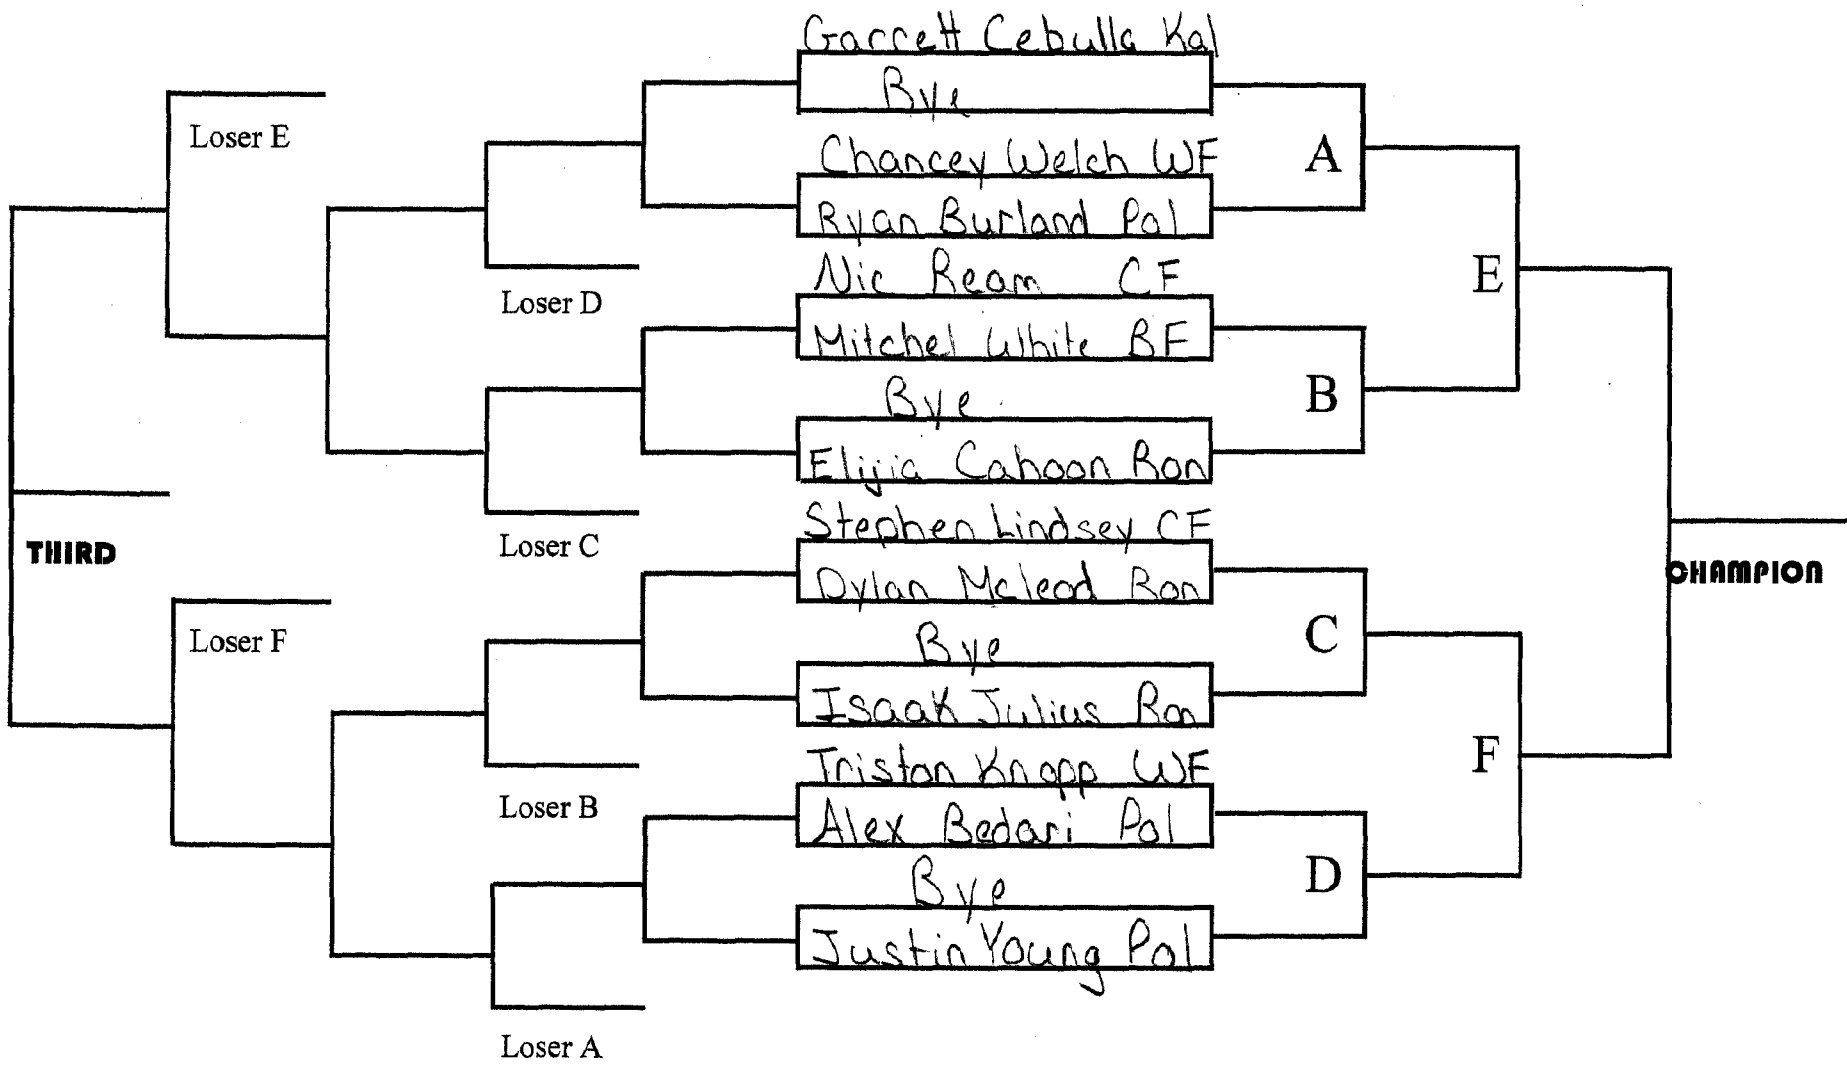 Garrett Cebulla Kal
Bye
Loser E
Chancey Welch WF
A
Ryan Burland Pol
Nic Ream CF
E
Loser D
Mitchel White BF
Bye
B
Elijia Cahoon Ron
Stephen Lindsey CF
Loser C
THIRD
Dylan Mcleod Ron
CHAMPION
Loser F
Bye
C
Isaak Julius Ron
Triston Knapp WF
F
Loser B
Alex Bedari Pol
Bye
D
Justin Young Pol
Loser A